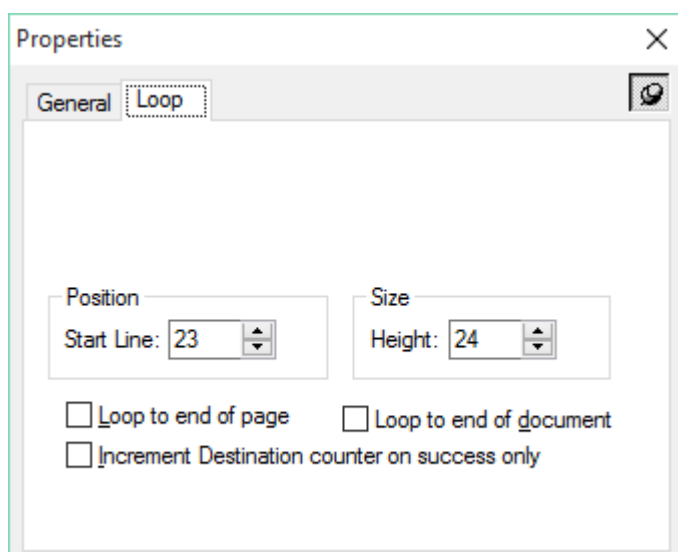 Properties
General Loop
Position Size
Start Line: 23 Height: 24
Loop to end of page Loop to end of document
Increment Destination counter on success only